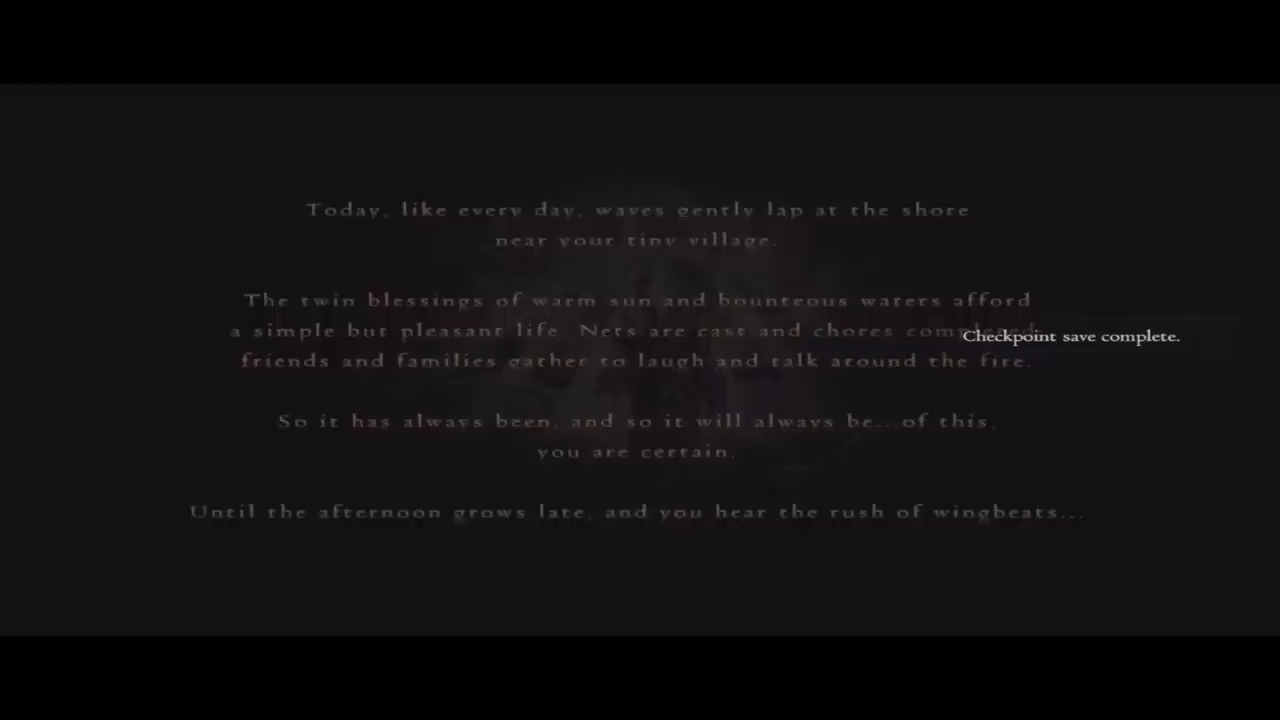 Today, like every day, waves gently lap at the shore
near your tiny village.
The twin blessings of warm sun and bounteous waters afford
a simple but pleasant life. Nets are cast and chores completed
Checkpoint save complete.
friends and families gather to laugh and talk around the fire.
So it has always been, and so it will always be...of this,
you are certain.
Until the afternoon grows late, and you hear the rush of wingbeats...